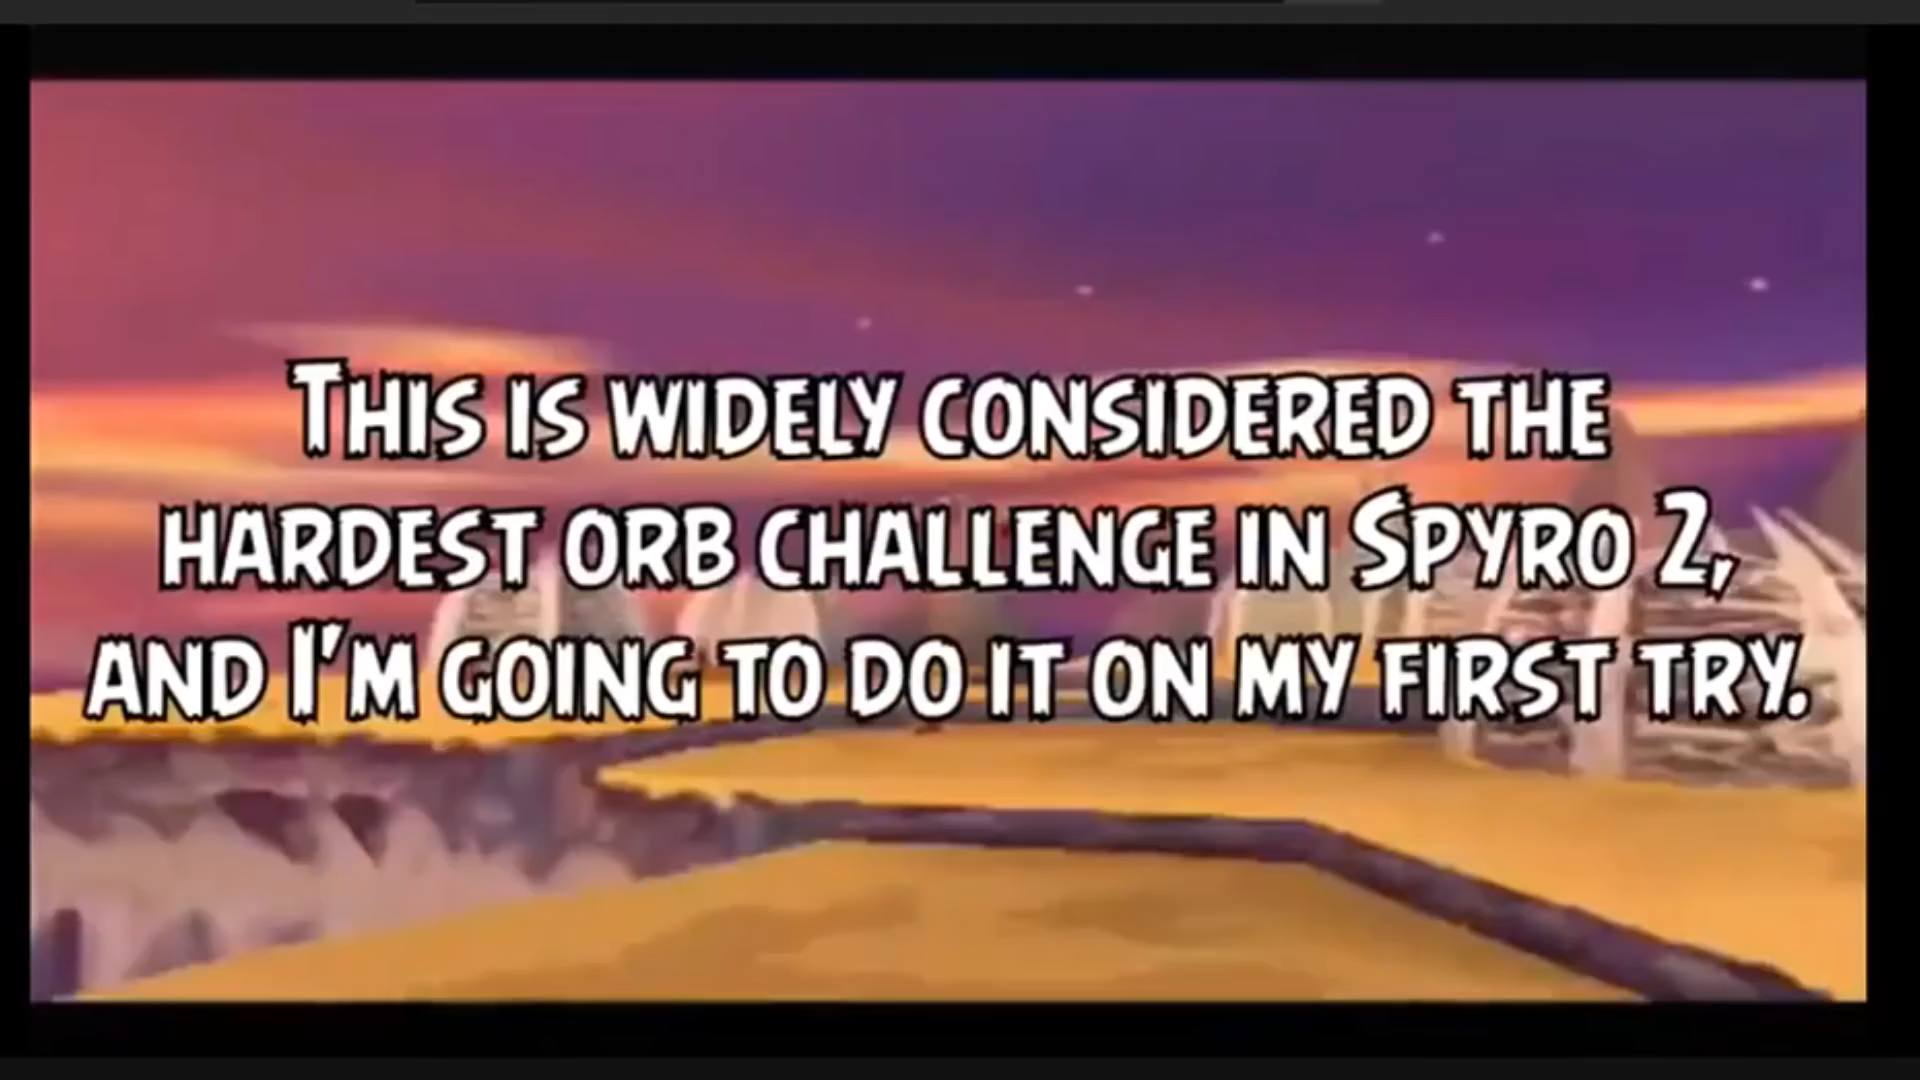 This is widely considered the
hardest orb challenge in Spyro 2,
and I'm going to do it on my first try.